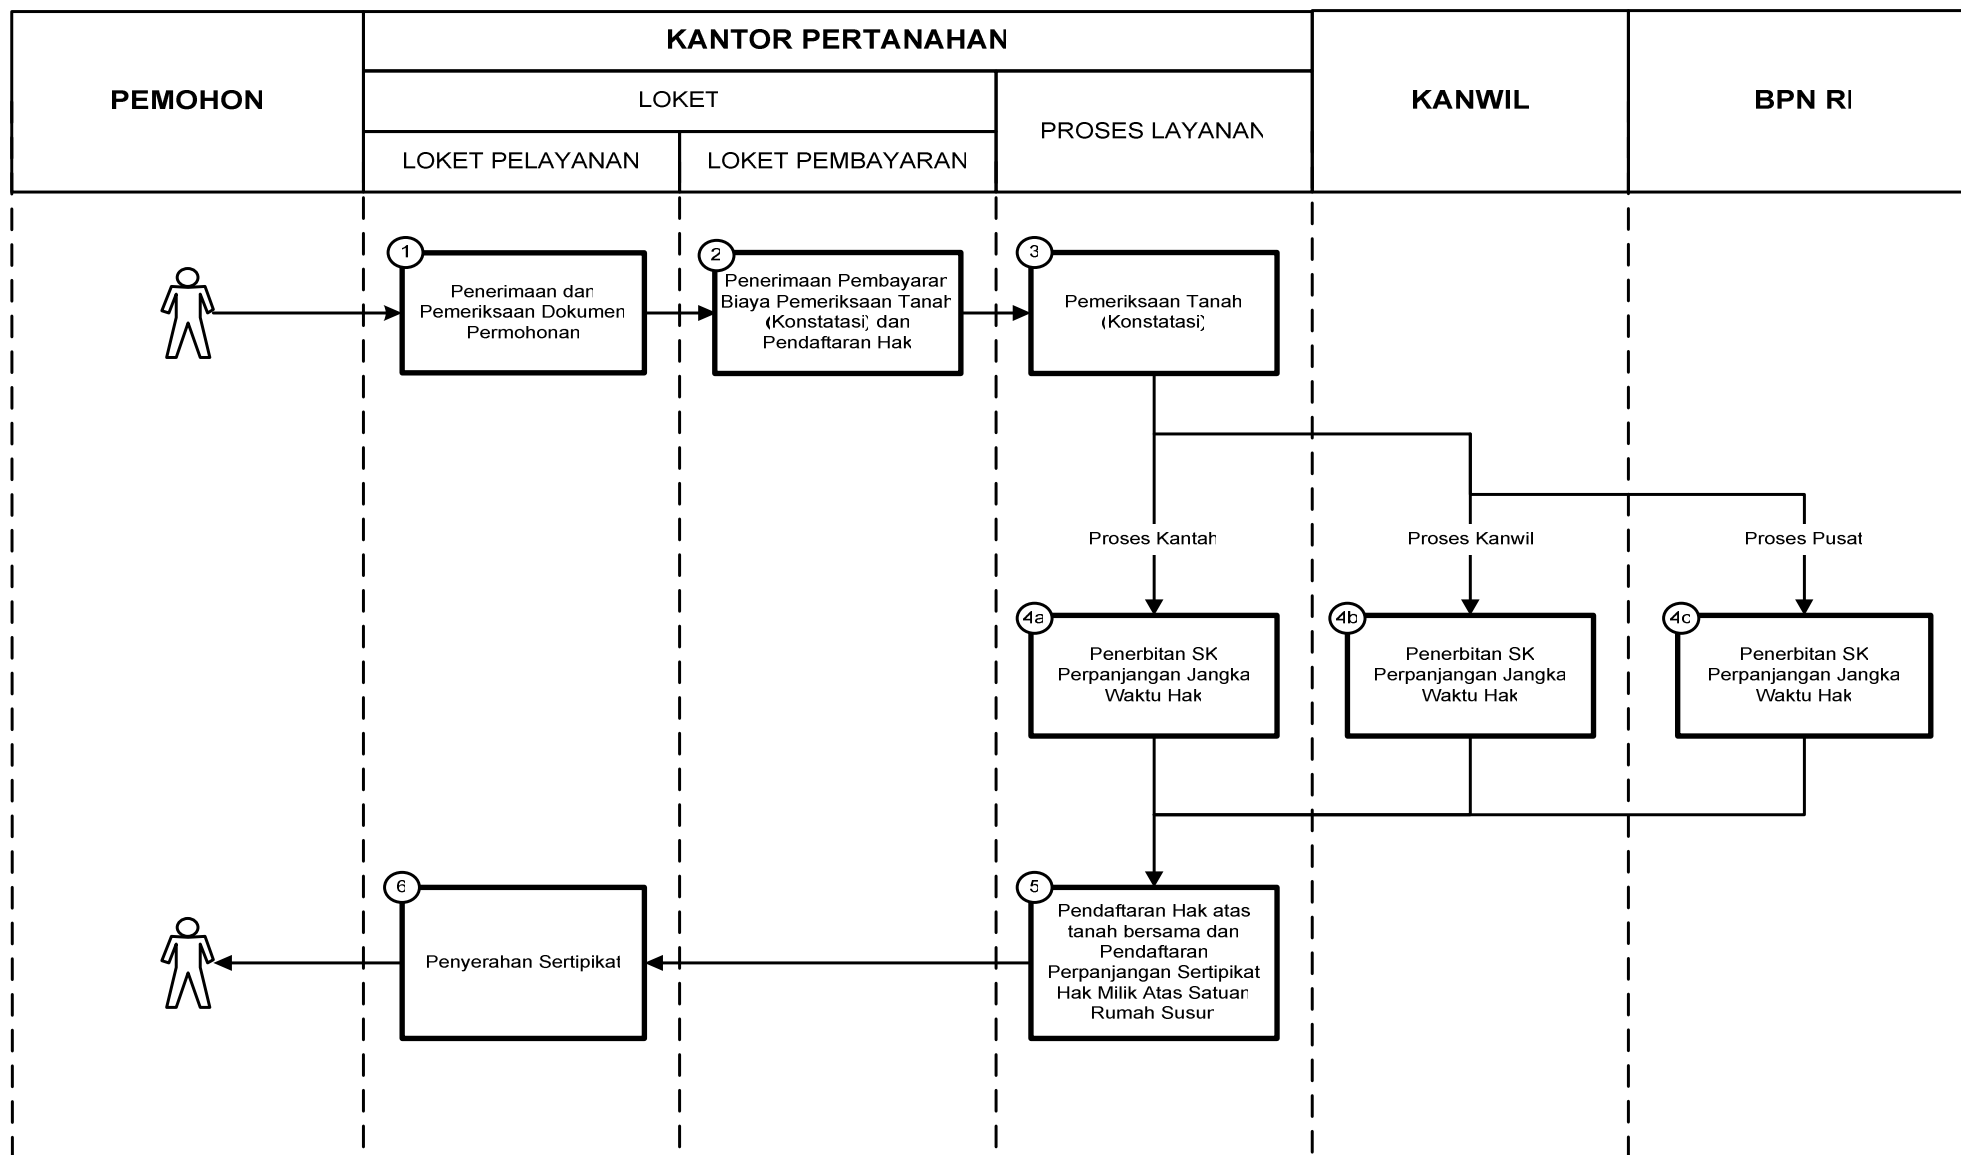 KANTOR PERTANAHAN
PEMOHON
LOKET
KANWIL
BPN RI
PROSES LAYANAN
LOKET PELAYANAN
LOKET PEMBAYARAN
1
Penerimaan dan
Pemeriksaan Dokumen
Permohonan
2
Penerimaan Pembayaran
Biaya Pemeriksaan Tanah
(Konstatasi) dan
Pendaftaran Hak
3
Pemeriksaan Tanah
(Konstatasi)
Proses Kantah
Proses Kanwil
Proses Pusat
4a
Penerbitan SK
Perpanjangan Jangka
Waktu Hak
4b
Penerbitan SK
Perpanjangan Jangka
Waktu Hak
4c
Penerbitan SK
Perpanjangan Jangka
Waktu Hak
6
Penyerahan Sertipikat
5
Pendaftaran Hak atas
tanah bersama dan
Pendaftaran
Perpanjangan Sertipikat
Hak Milik Atas Satuan
Rumah Susun